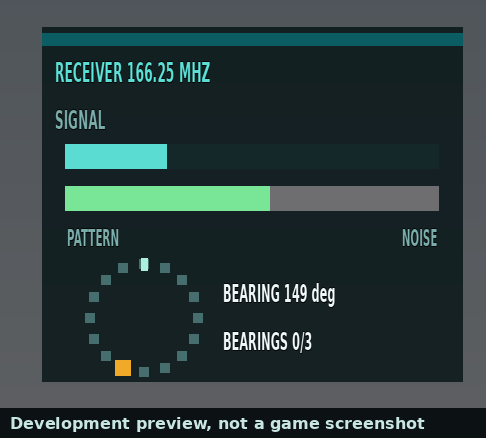 RECEIVER 166.25 MHZ
SIGNAL
PATTERN NOISE
BEARING 149 deg
BEARINGS 0/3
Development preview, not a game screenshot